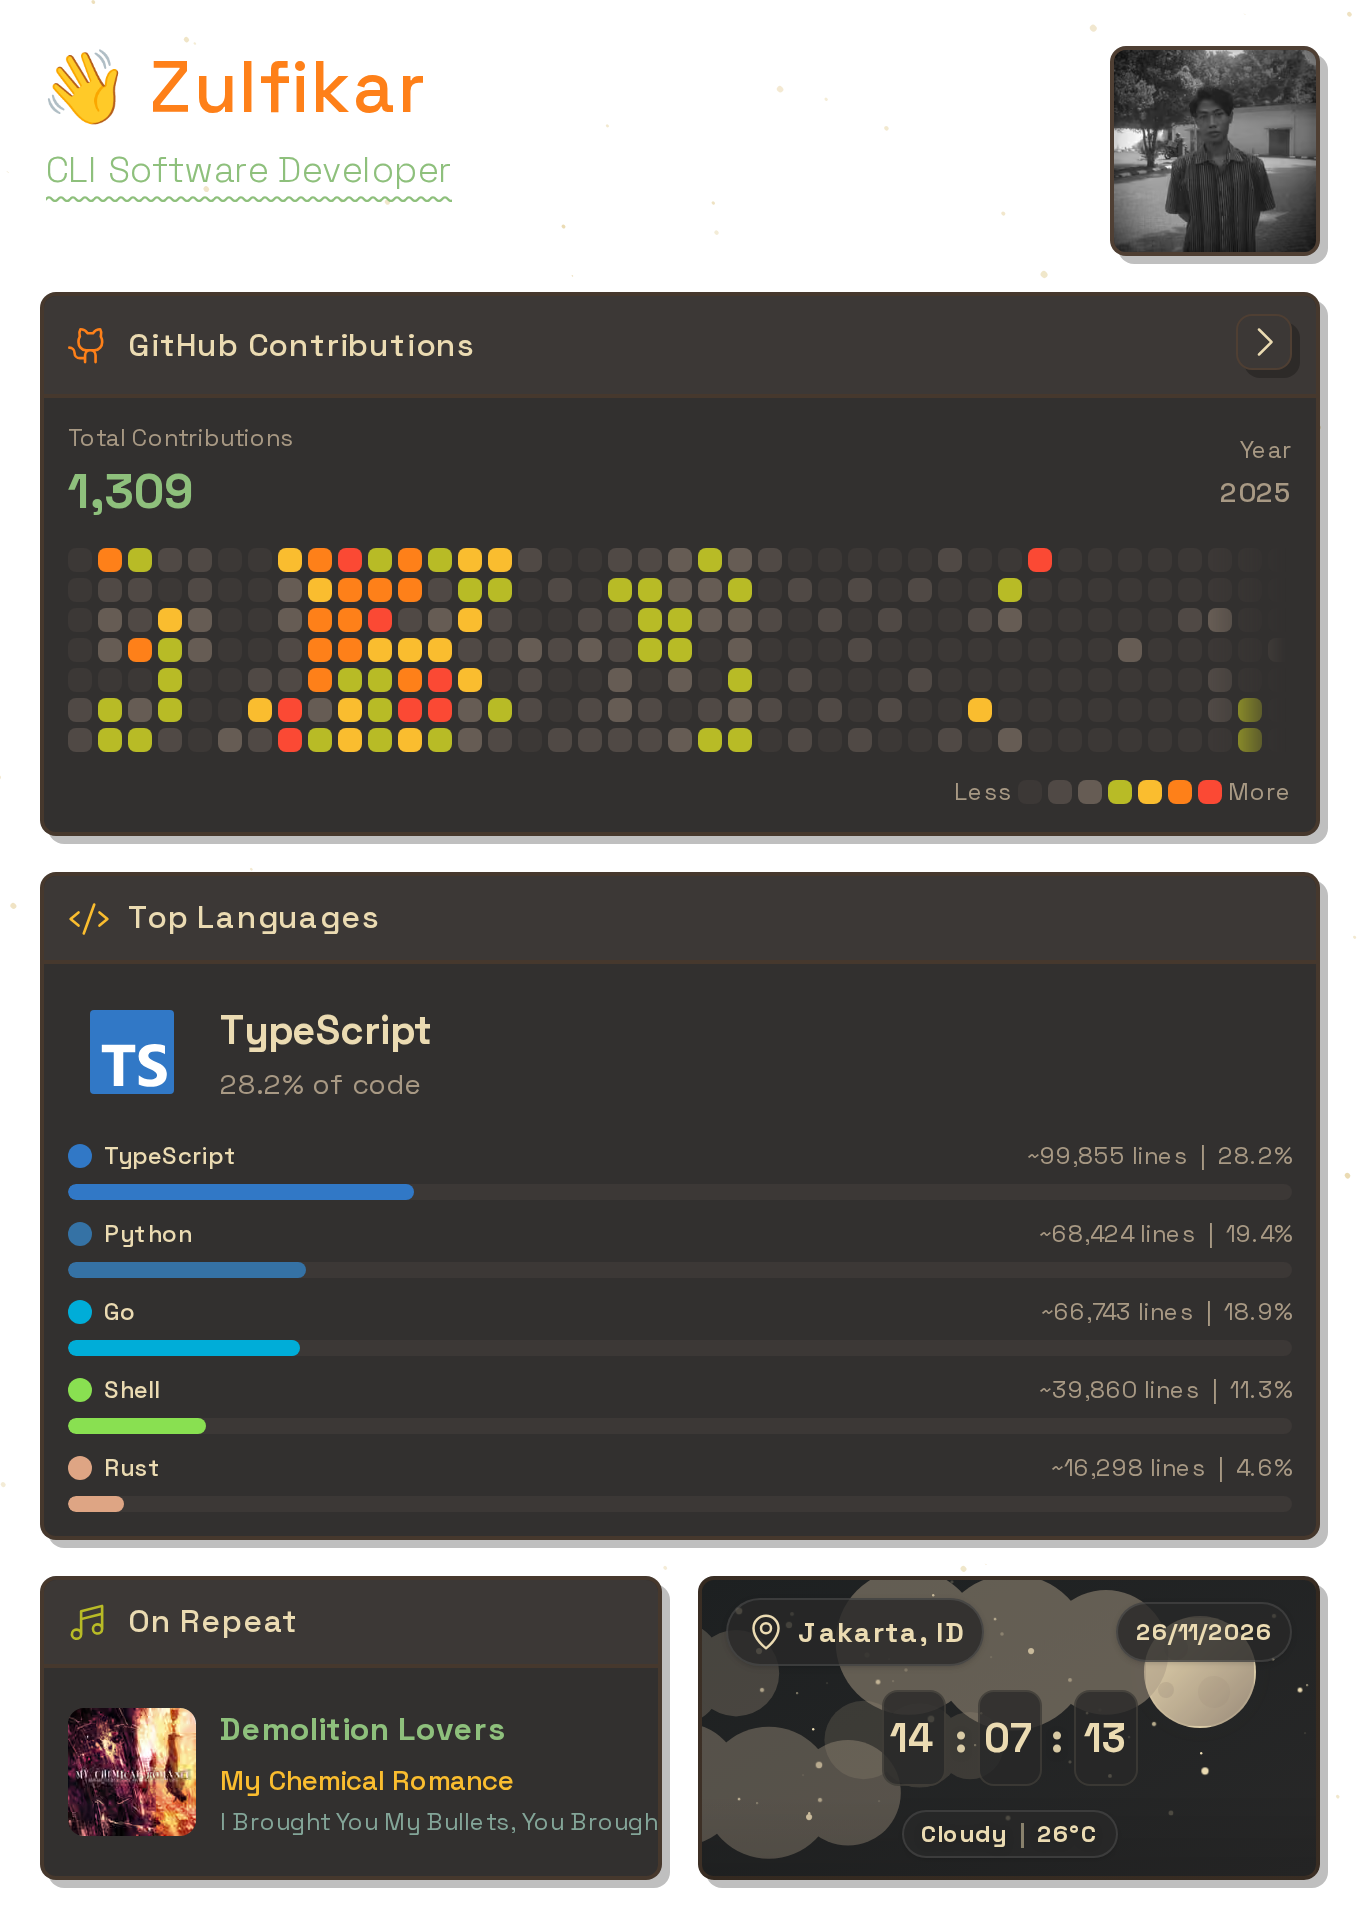 👋 Zulfikar
CLI Software Developer
GitHub Contributions
Total Contributions
1,309
Year
2025
Less More
Top Languages
TS
TypeScript
28.2% of code
TypeScript ~99,855 lines | 28.2%
Python ~68,424 lines | 19.4%
Go ~66,743 lines | 18.9%
Shell ~39,860 lines | 11.3%
Rust ~16,298 lines | 4.6%
On Repeat
MY CHEMICAL ROMANCE
Demolition Lovers
My Chemical Romance
I Brought You My Bullets, You Brough
Jakarta, ID
26/11/2026
14 : 07 : 13
Cloudy | 26°C